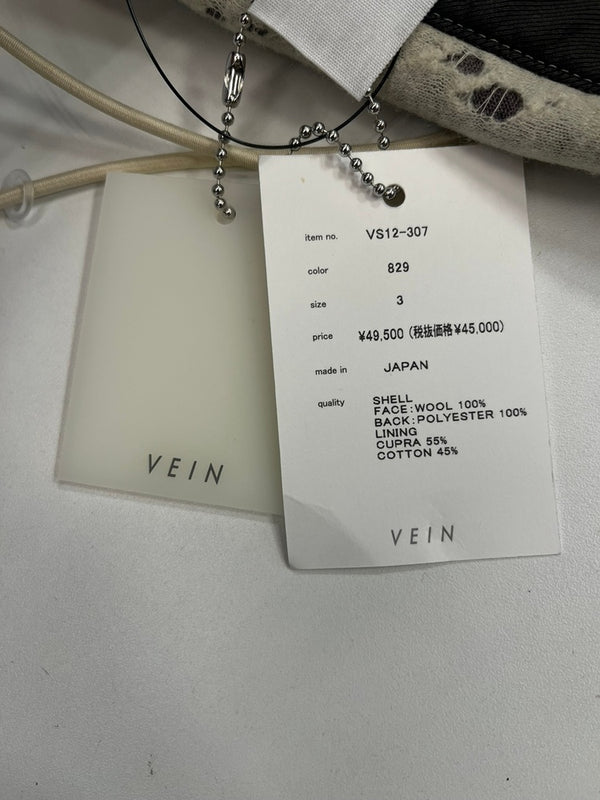 item no. VS12-307
color 829
size 3
price ¥49,500 (税抜価格¥45,000)
made in JAPAN
quality SHELL
FACE:WOOL 100%
BACK:POLYESTER 100%
LINING
CUPRA 55%
COTTON 45%
VEIN
VEIN